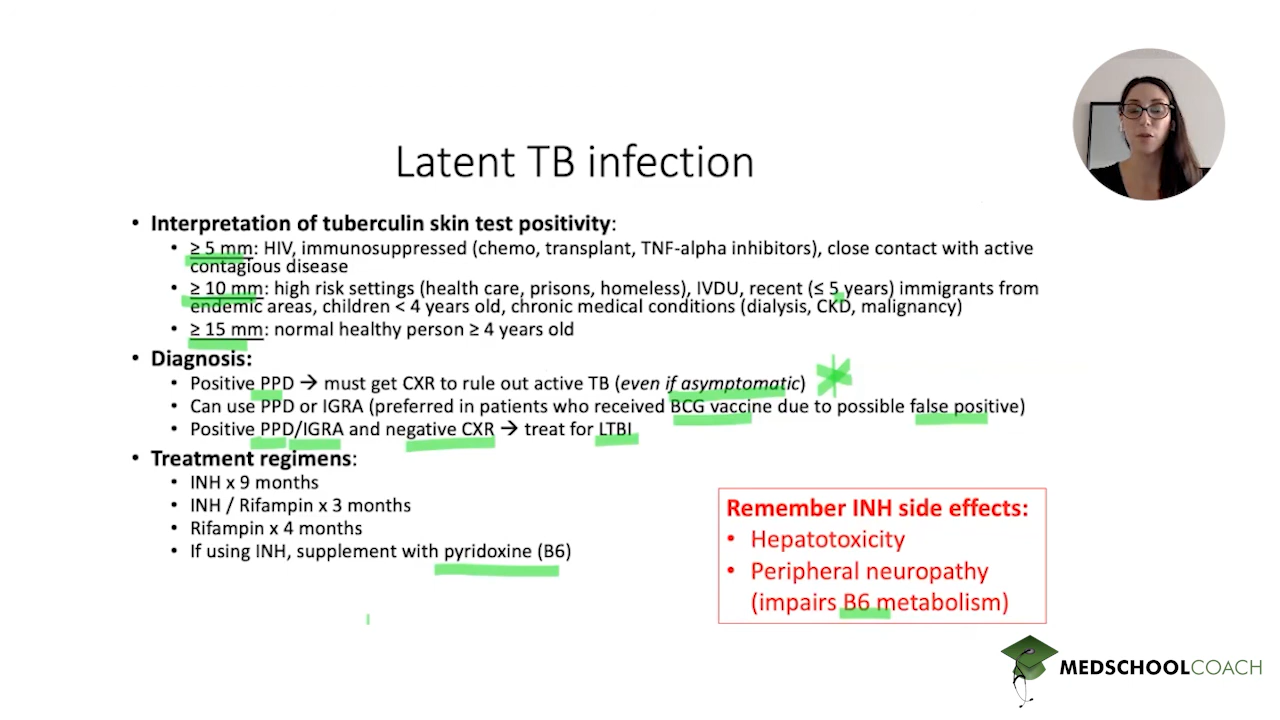 Latent TB infection
• Interpretation of tuberculin skin test positivity:
• ≥ 5 mm: HIV, immunosuppressed (chemo, transplant, TNF-alpha inhibitors), close contact with active
contagious disease
• ≥ 10 mm: high risk settings (health care, prisons, homeless), IVDU, recent (≤ 5 years) immigrants from
endemic areas, children < 4 years old, chronic medical conditions (dialysis, CKD, malignancy)
• ≥ 15 mm: normal healthy person ≥ 4 years old
• Diagnosis:
• Positive PPD → must get CXR to rule out active TB (even if asymptomatic)
• Can use PPD or IGRA (preferred in patients who received BCG vaccine due to possible false positive)
• Positive PPD/IGRA and negative CXR → treat for LTBI
• Treatment regimens:
• INH x 9 months
• INH / Rifampin x 3 months
• Rifampin x 4 months
• If using INH, supplement with pyridoxine (B6)
Remember INH side effects:
• Hepatotoxicity
• Peripheral neuropathy
(impairs B6 metabolism)
MEDSCHOOLCOACH